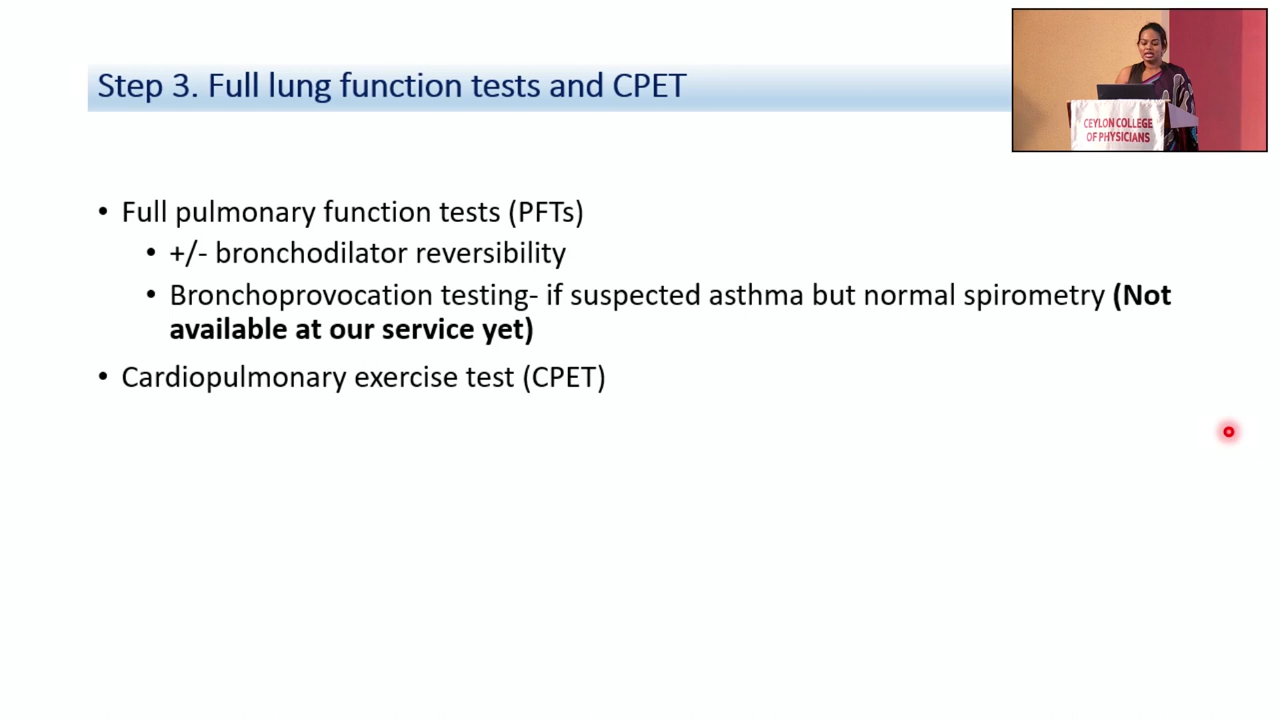 Step 3. Full lung function tests and CPET
CEYLON COLLEGE
OF PHYSICIANS
• Full pulmonary function tests (PFTs)
• +/- bronchodilator reversibility
• Bronchoprovocation testing- if suspected asthma but normal spirometry (Not
available at our service yet)
• Cardiopulmonary exercise test (CPET)